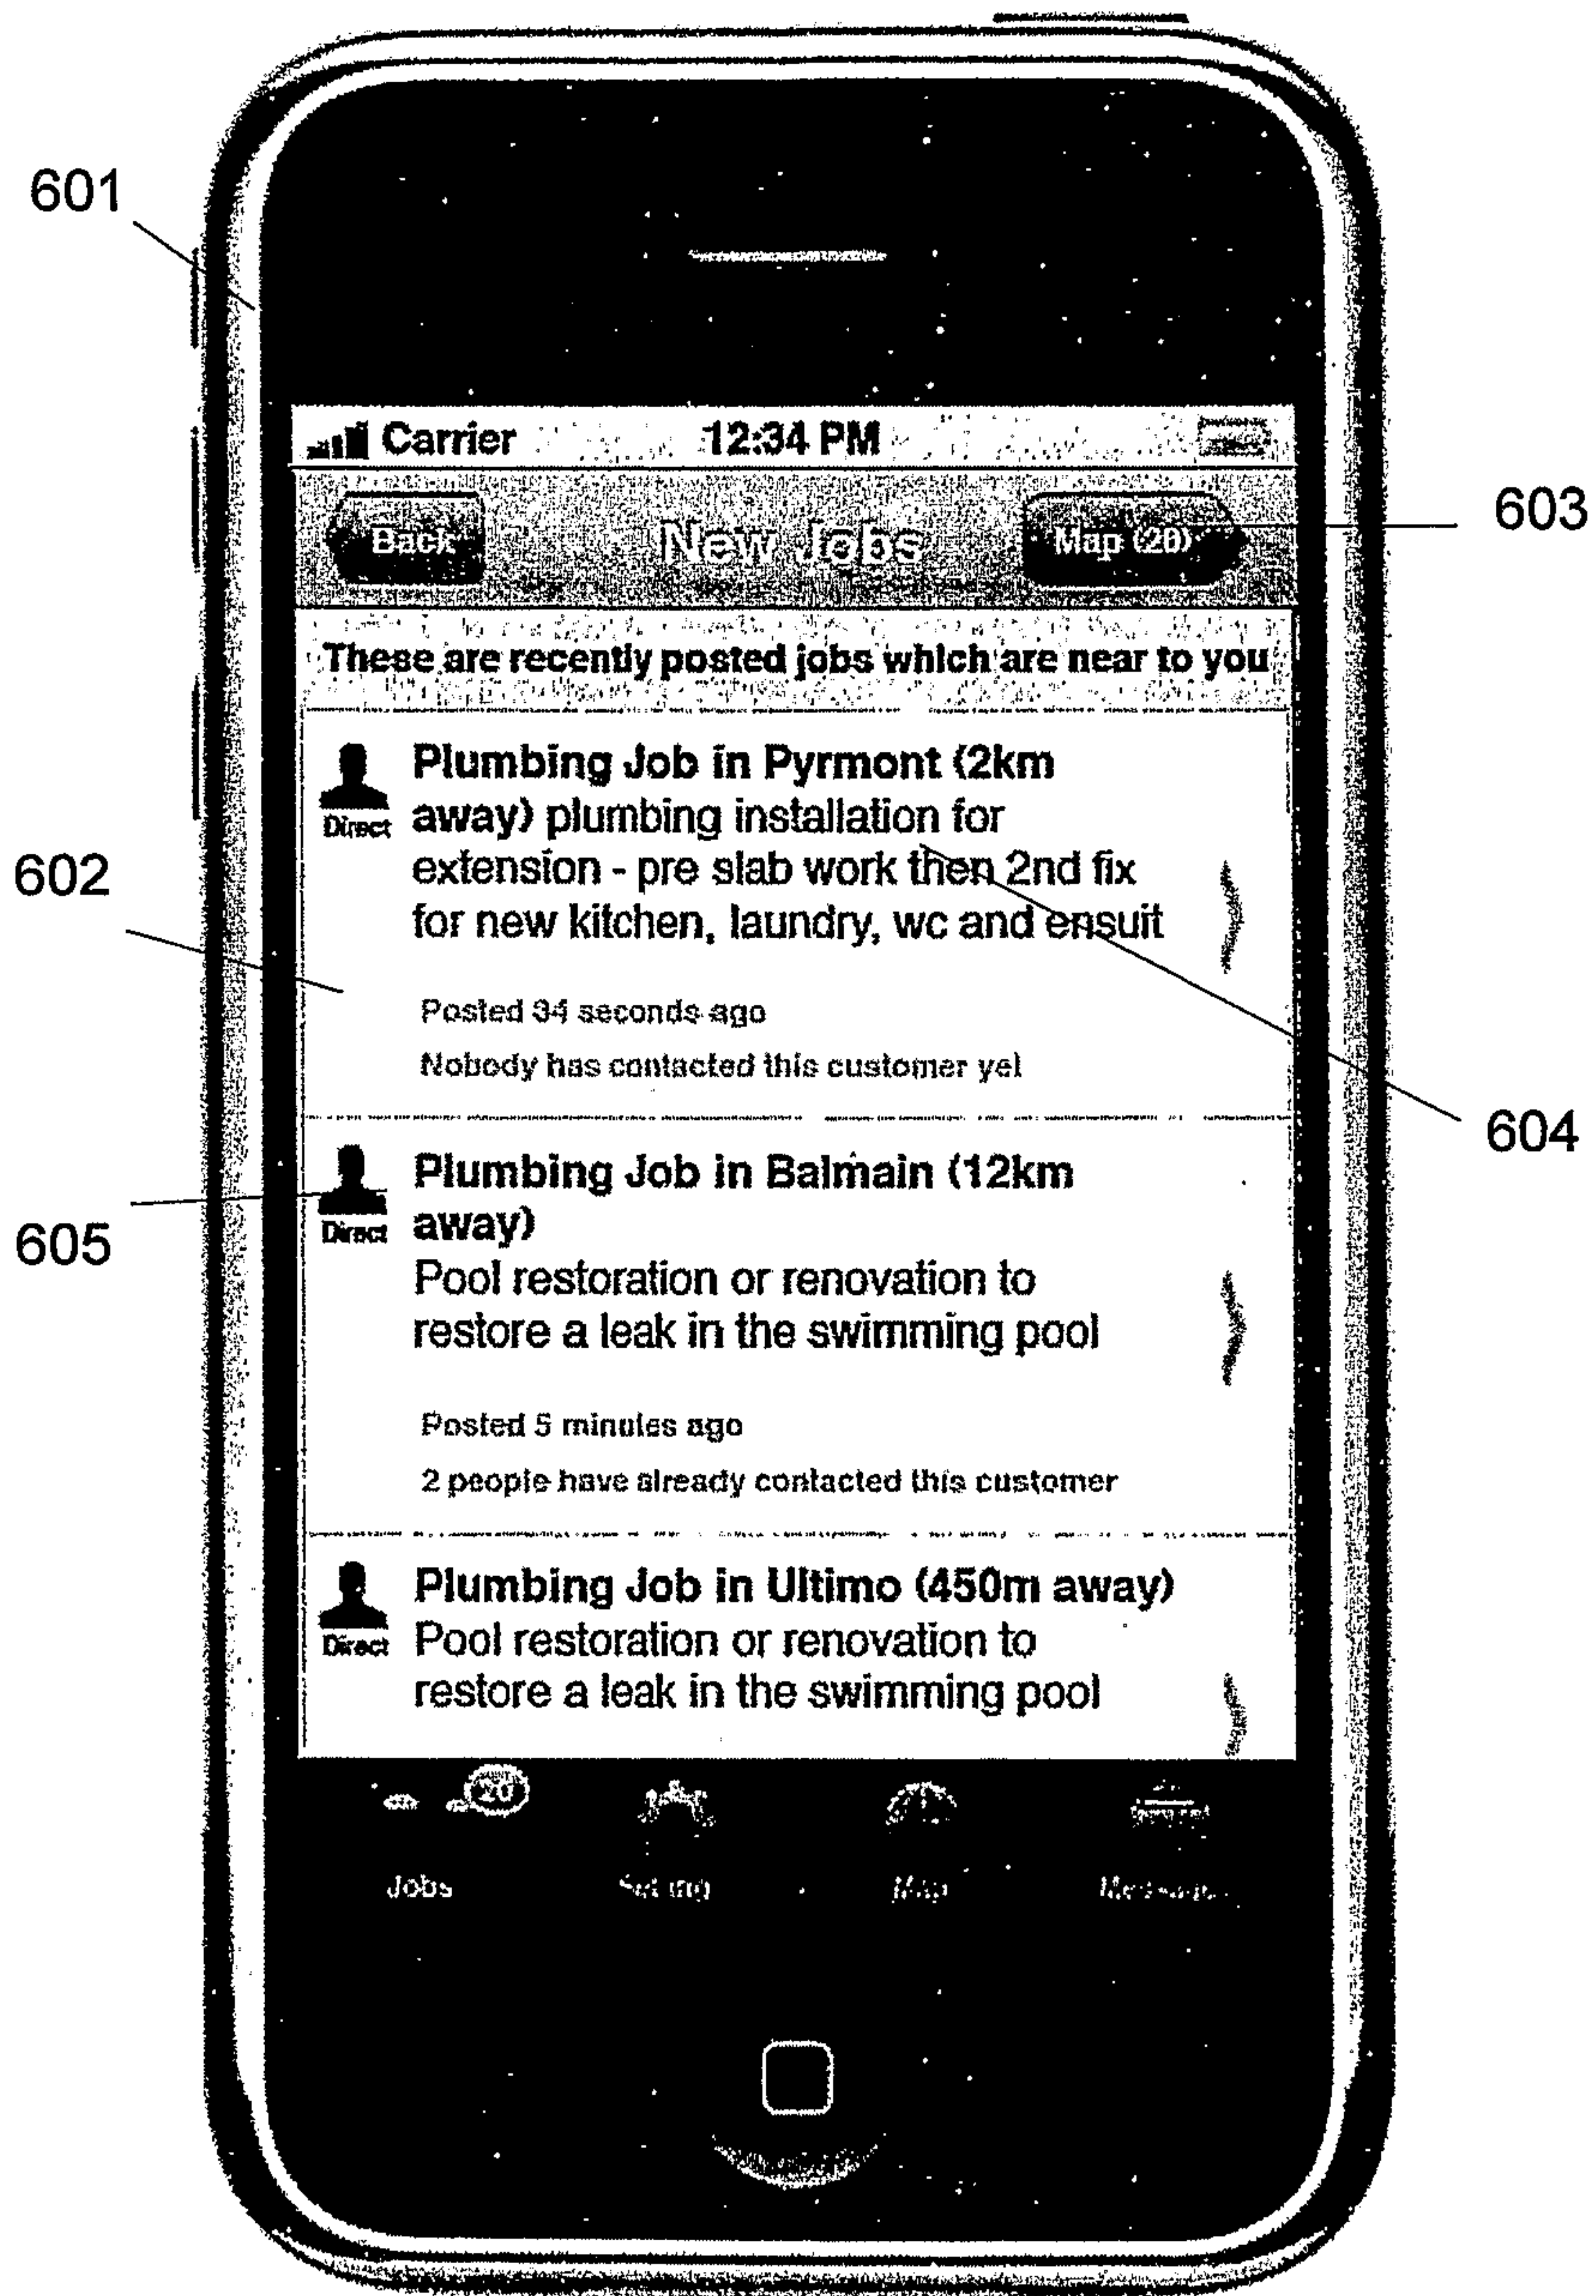 601
Carrier 12:34 PM
Back New Jobs Map (20)
603
These are recently posted jobs which are near to you
Plumbing Job in Pyrmont (2km
Direct away) plumbing installation for
602
extension - pre slab work then 2nd fix
for new kitchen, laundry, wc and ensuit
Posted 34 seconds ago
Nobody has contacted this customer yet
604
Plumbing Job in Balmain (12km
Direct away)
605
Pool restoration or renovation to
restore a leak in the swimming pool
Posted 5 minutes ago
2 people have already contacted this customer
Plumbing Job in Ultimo (450m away)
Direct Pool restoration or renovation to
restore a leak in the swimming pool
20
Jobs Map